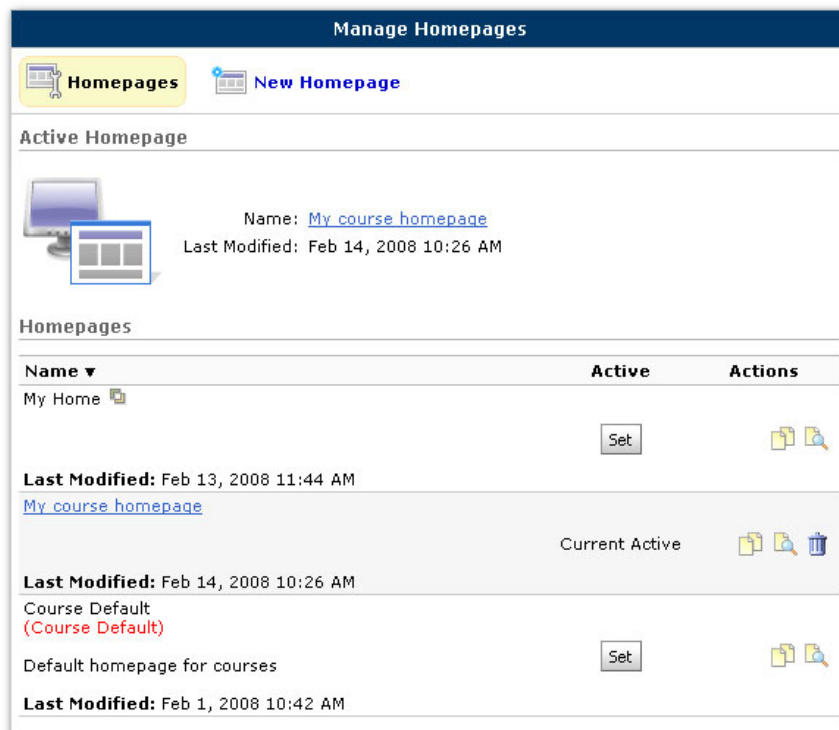 Manage Homepages
Homepages New Homepage
Active Homepage
Name: My course homepage
Last Modified: Feb 14, 2008 10:26 AM
Homepages
Name ▼ Active Actions
My Home
Set
Last Modified: Feb 13, 2008 11:44 AM
My course homepage
Current Active
Last Modified: Feb 14, 2008 10:26 AM
Course Default
(Course Default)
Set
Default homepage for courses
Last Modified: Feb 1, 2008 10:42 AM